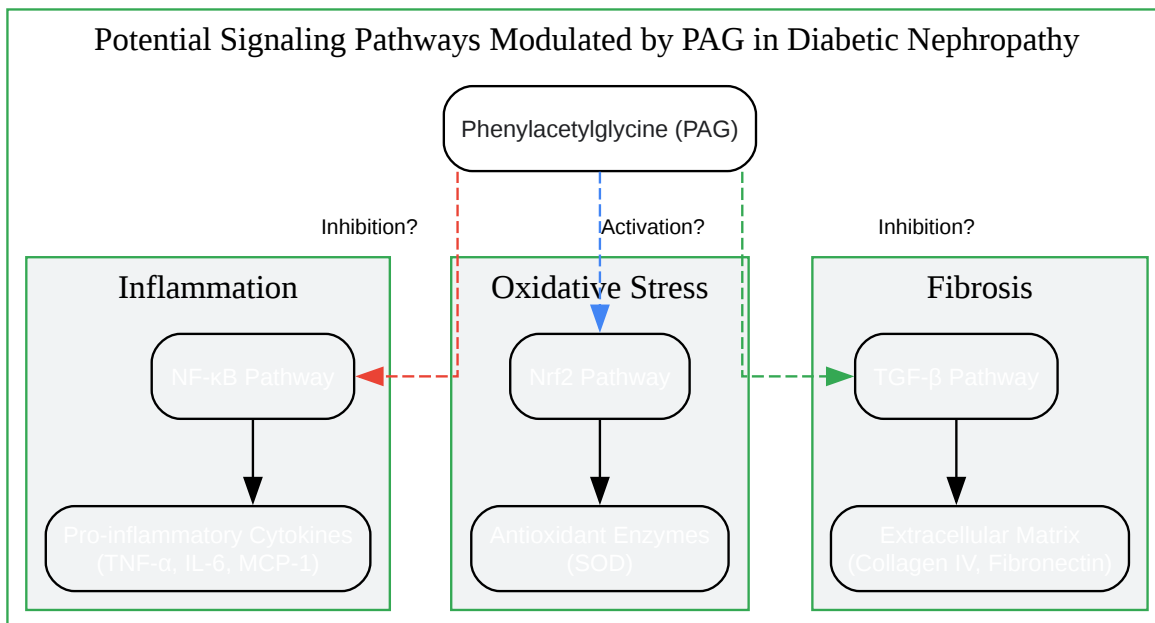 Potential Signaling Pathways Modulated by PAG in Diabetic Nephropathy
Phenylacetylglycine (PAG)
Inhibition?
Activation?
Inhibition?
Inflammation
Oxidative Stress
Fibrosis
NF-κB Pathway
Nrf2 Pathway
TGF-β Pathway
Pro-inflammatory Cytokines
(TNF-α, IL-6, MCP-1)
Antioxidant Enzymes
(SOD)
Extracellular Matrix
(Collagen IV, Fibronectin)